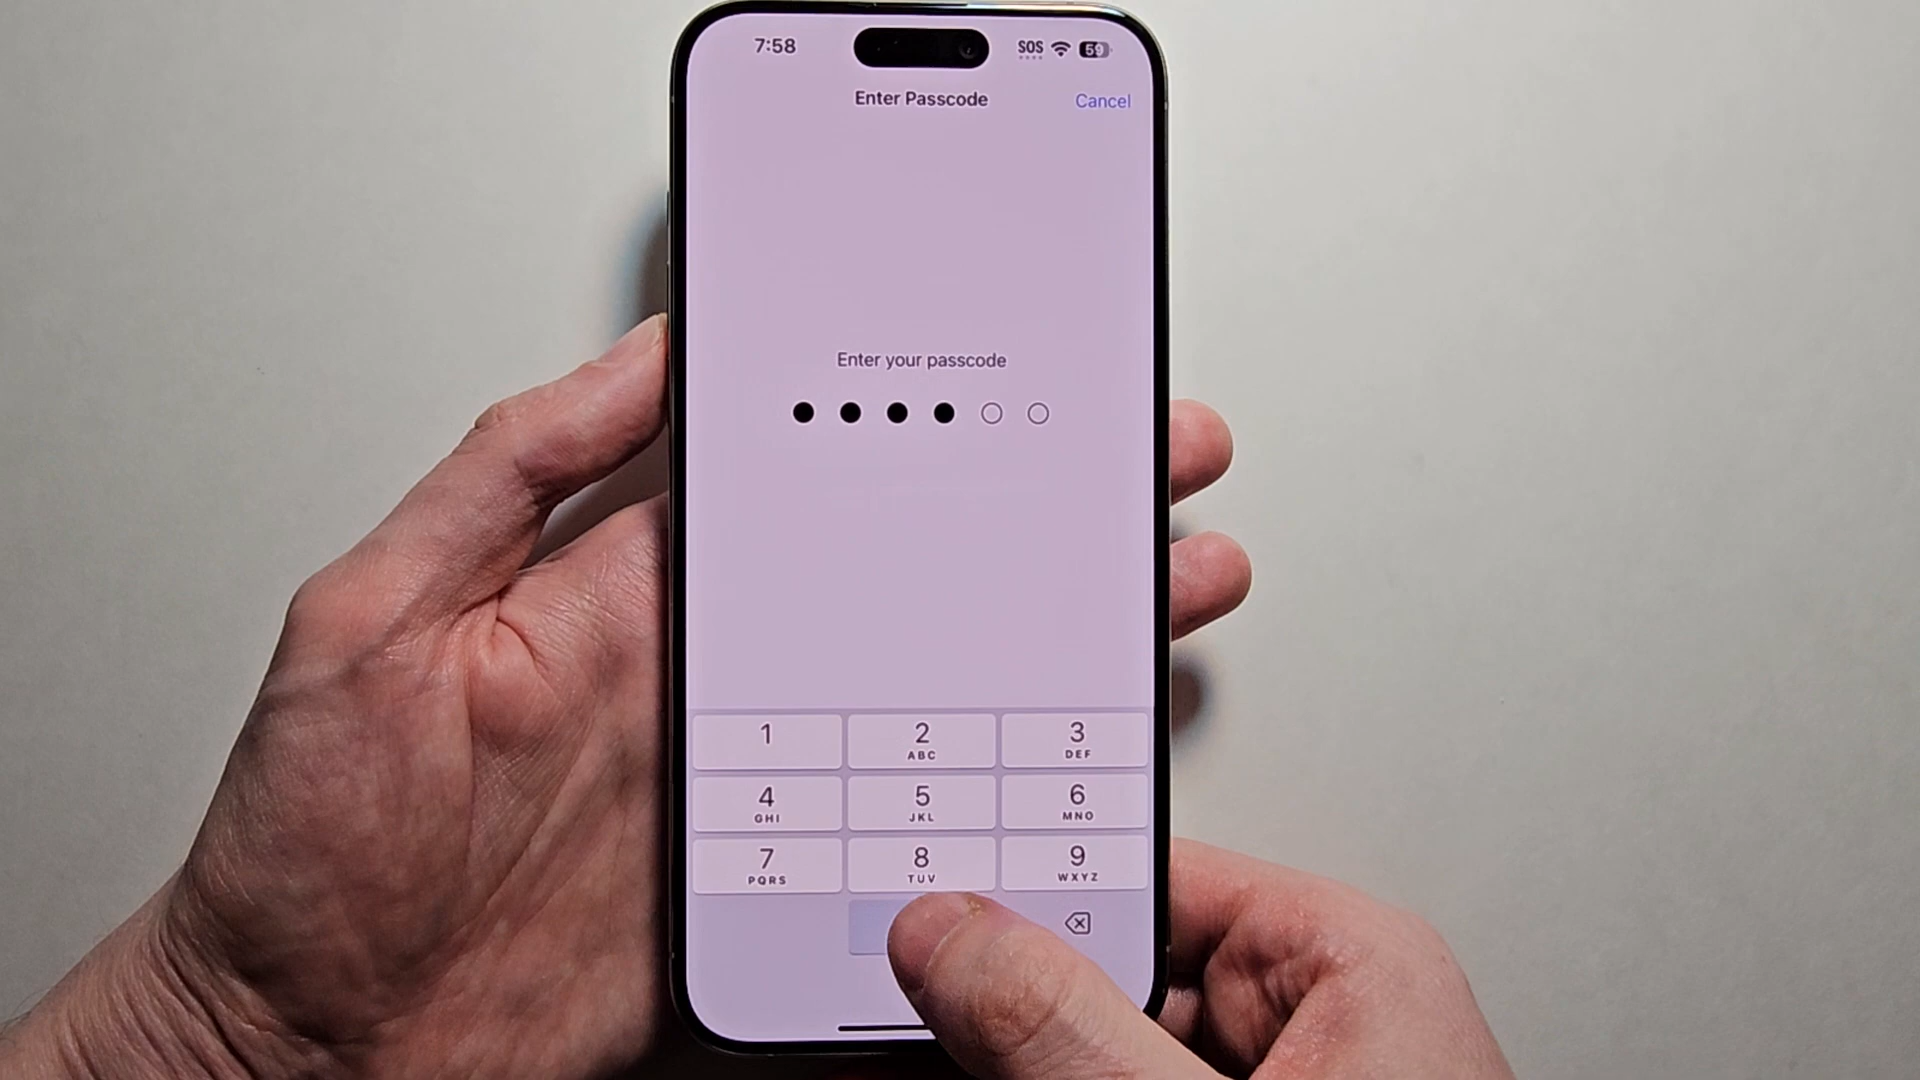 7:58 SOS 59
Enter Passcode Cancel
Enter your passcode
1 2 3
ABC DEF
4 5 6
GHI JKL MNO
7 8 9
PQRS TUV WXYZ